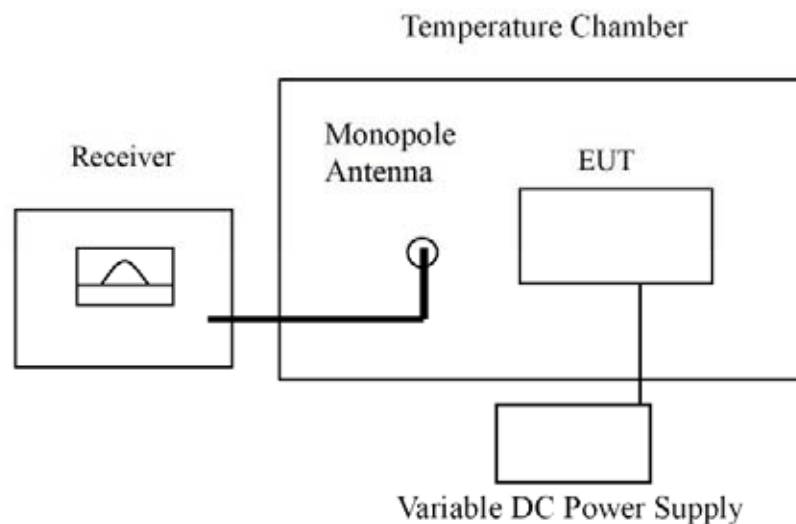 Temperature Chamber
Monopole
Antenna
Receiver
EUT
Variable DC Power Supply